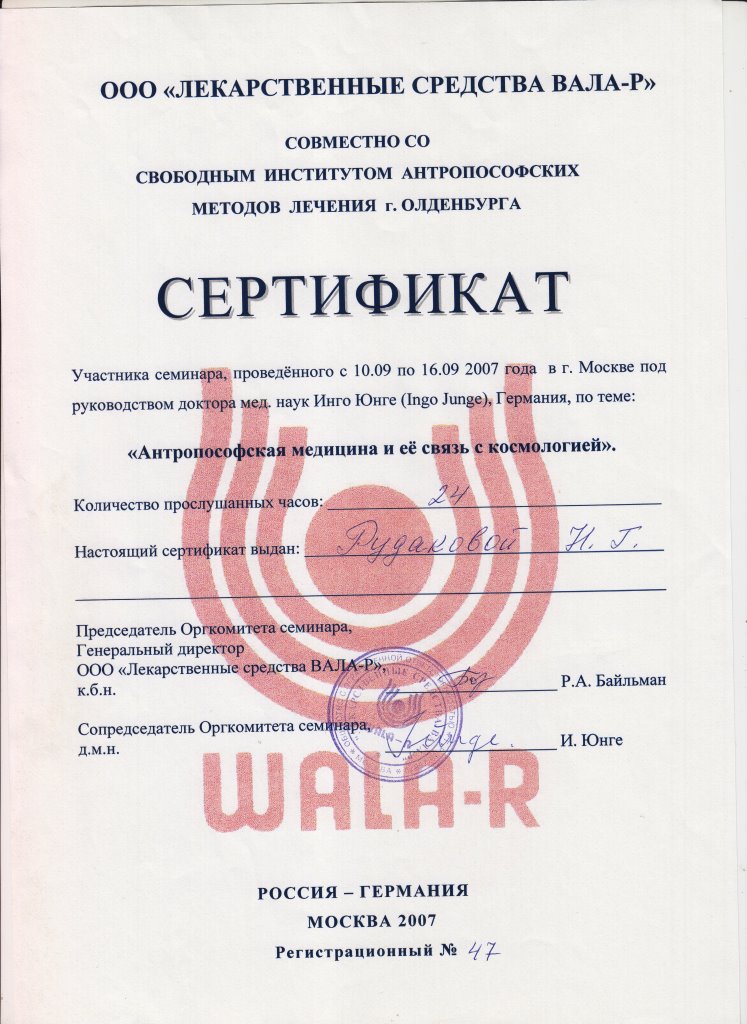 ООО «ЛЕКАРСТВЕННЫЕ СРЕДСТВА ВАЛА-Р»
СОВМЕСТНО СО
СВОБОДНЫМ ИНСТИТУТОМ АНТРОПОСОФСКИХ
МЕТОДОВ ЛЕЧЕНИЯ г. ОЛДЕНБУРГА
СЕРТИФИКАТ
Участника семинара, проведённого с 10.09 по 16.09 2007 года в г. Москве под
руководством доктора мед. наук Инго Юнге (Ingo Junge), Германия, по теме:
«Антропософская медицина и её связь с космологией».
Количество прослушанных часов: 24
Настоящий сертификат выдан: Рудаковой Н. Г.
Председатель Оргкомитета семинара,
Генеральный директор
ООО «Лекарственные средства ВАЛА-Р»,
к.б.н. Р.А. Байльман
Сопредседатель Оргкомитета семинара,
д.м.н. И. Юнге
WALA-R
РОССИЯ – ГЕРМАНИЯ
МОСКВА 2007
Регистрационный № 47